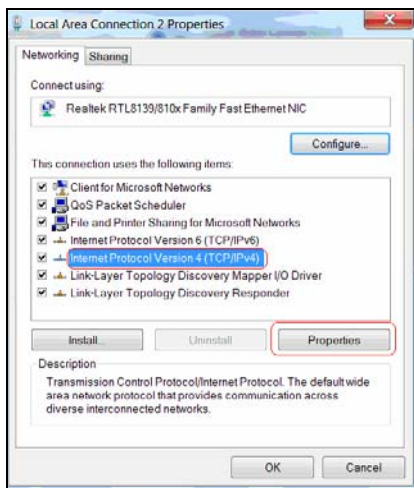 Local Area Connection 2 Properties
Networking Sharing
Connect using:
Realtek RTL8139/810x Family Fast Ethernet NIC
Configure...
This connection uses the following items:
Client for Microsoft Networks
QoS Packet Scheduler
File and Printer Sharing for Microsoft Networks
Internet Protocol Version 6 (TCP/IPv6)
Internet Protocol Version 4 (TCP/IPv4)
Link-Layer Topology Discovery Mapper I/O Driver
Link-Layer Topology Discovery Responder
Install... Uninstall Properties
Description
Transmission Control Protocol/Internet Protocol. The default wide
area network protocol that provides communication across
diverse interconnected networks.
OK Cancel